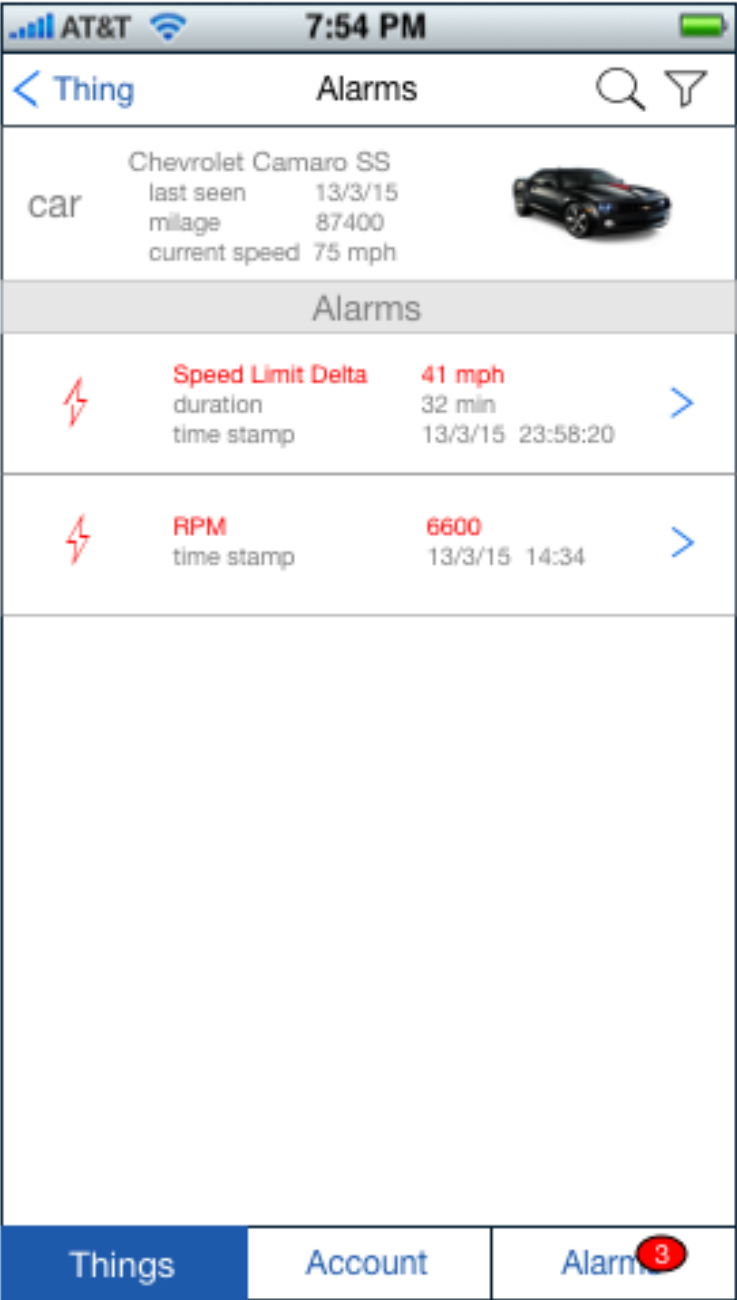 AT&T 7:54 PM
Thing Alarms
Chevrolet Camaro SS
car
last seen 13/3/15
milage 87400
current speed 75 mph
Alarms
Speed Limit Delta 41 mph
duration 32 min
time stamp 13/3/15 23:58:20
RPM 6600
time stamp 13/3/15 14:34
Things Account Alarms 3